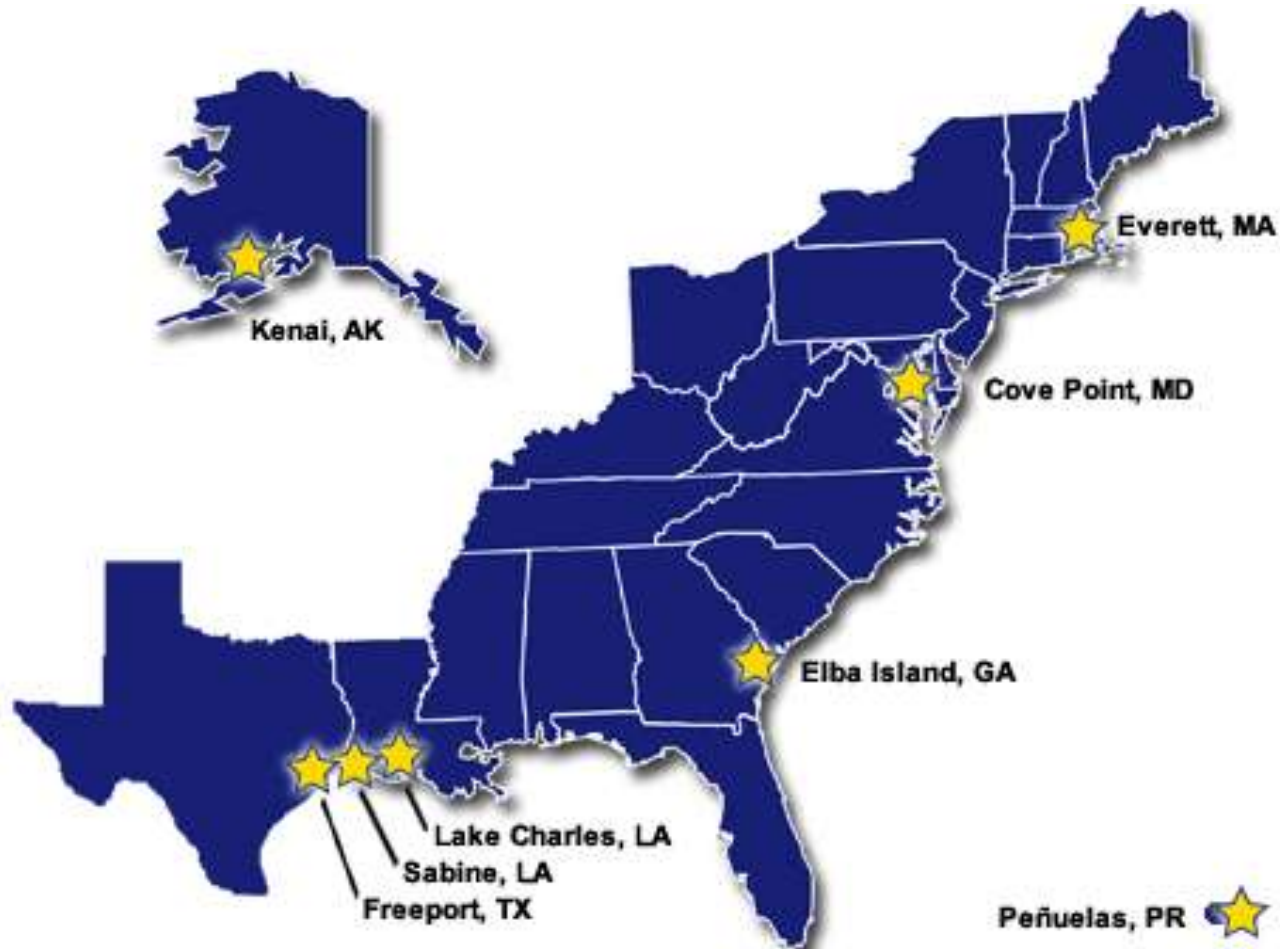 Everett, MA
Kenai, AK
Cove Point, MD
Elba Island, GA
Lake Charles, LA
Sabine, LA
Freeport, TX
Peñuelas, PR